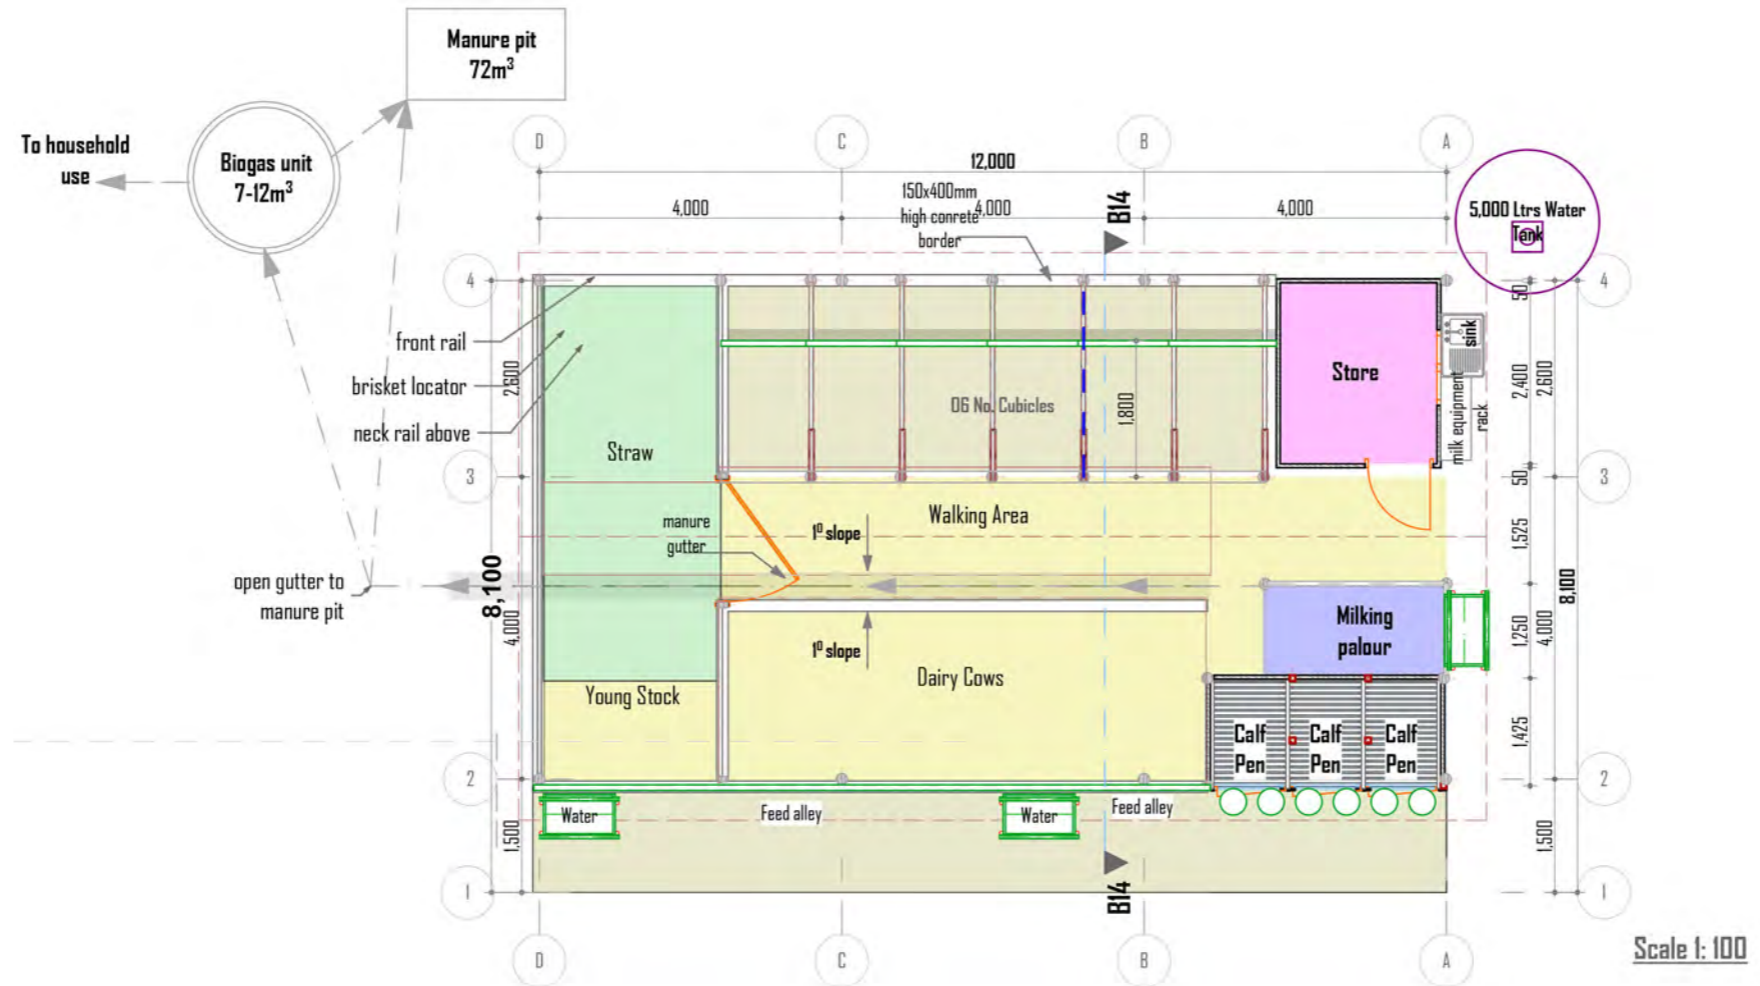 Manure pit
72m³
To household
use
Biogas unit
7-12m³
D
C
B
A
12,000
4,000
4,000
4,000
150x400mm
high conrete
border
B14
5,000 Ltrs Water
Tank
4
4
front rail
brisket locator
neck rail above
2,600
Straw
06 No. Cubicles
1,800
Store
sink
milk equipment
rack
50
2,400
2,600
3
3
50
manure
gutter
1⁰ slope
Walking Area
1,525
open gutter to
manure pit
8,100
4,000
1⁰ slope
Milking
palour
1,250
4,000
8,100
Young Stock
Dairy Cows
Calf
Pen
Calf
Pen
Calf
Pen
1,425
2
2
Water
Feed alley
Water
Feed alley
1,500
1,500
B14
1
1
D
C
B
A
Scale 1: 100